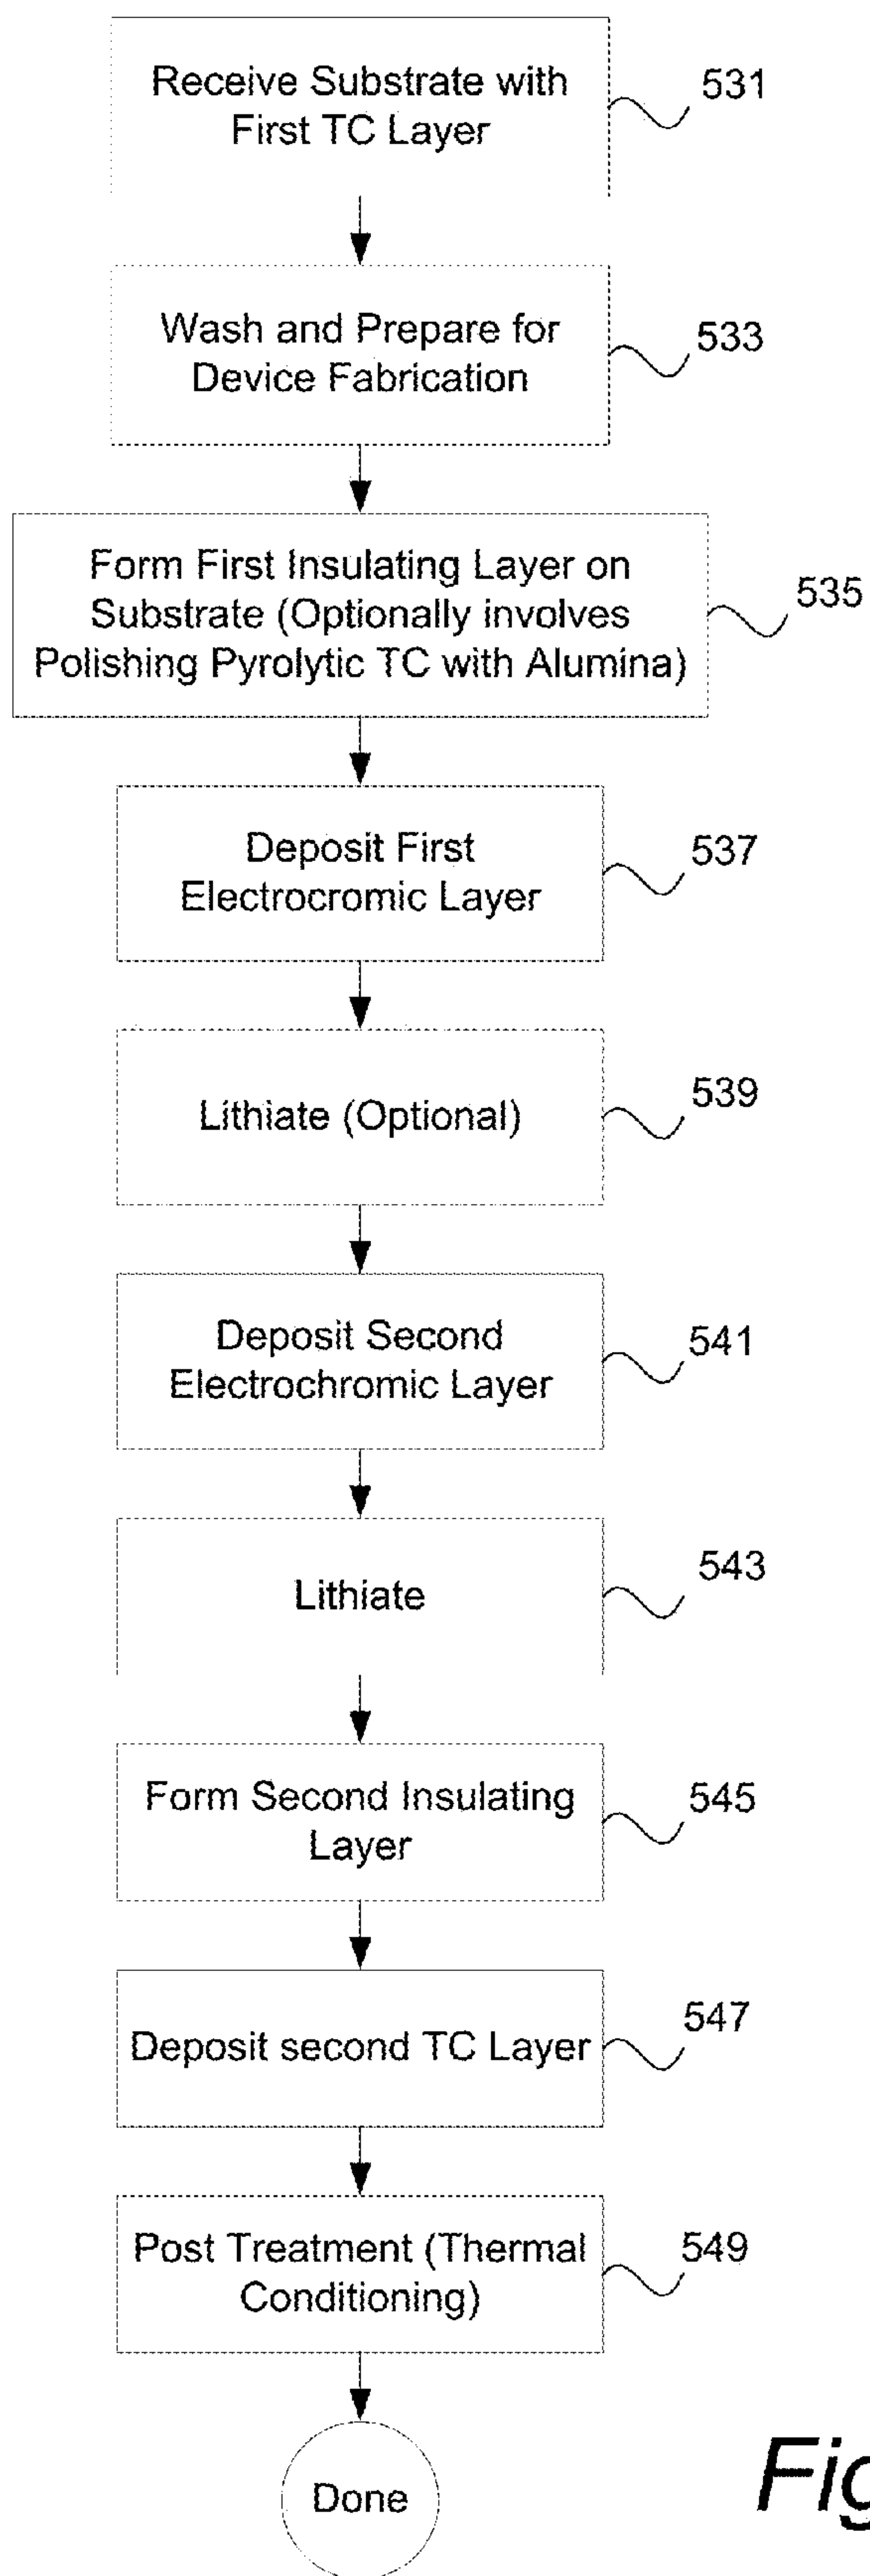 Receive Substrate with
First TC Layer
531
Wash and Prepare for
Device Fabrication
533
Form First Insulating Layer on
Substrate (Optionally involves
Polishing Pyrolytic TC with Alumina)
535
Deposit First
Electrocromic Layer
537
Lithiate (Optional)
539
Deposit Second
Electrochromic Layer
541
Lithiate
543
Form Second Insulating
Layer
545
Deposit second TC Layer
547
Post Treatment (Thermal
Conditioning)
549
Done
Fig